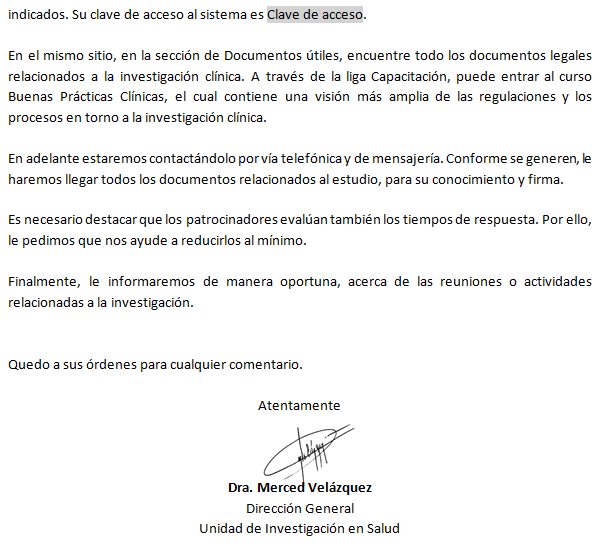 indicados. Su clave de acceso al sistema es Clave de acceso.
En el mismo sitio, en la sección de Documentos útiles, encuentre todo los documentos legales
relacionados a la investigación clínica. A través de la liga Capacitación, puede entrar al curso
Buenas Prácticas Clínicas, el cual contiene una visión más amplia de las regulaciones y los
procesos en torno a la investigación clínica.
En adelante estaremos contactándolo por vía telefónica y de mensajería. Conforme se generen, le
haremos llegar todos los documentos relacionados al estudio, para su conocimiento y firma.
Es necesario destacar que los patrocinadores evalúan también los tiempos de respuesta. Por ello,
le pedimos que nos ayude a reducirlos al mínimo.
Finalmente, le informaremos de manera oportuna, acerca de las reuniones o actividades
relacionadas a la investigación.
Quedo a sus órdenes para cualquier comentario.
Atentamente
Dra. Merced Velázquez
Dirección General
Unidad de Investigación en Salud